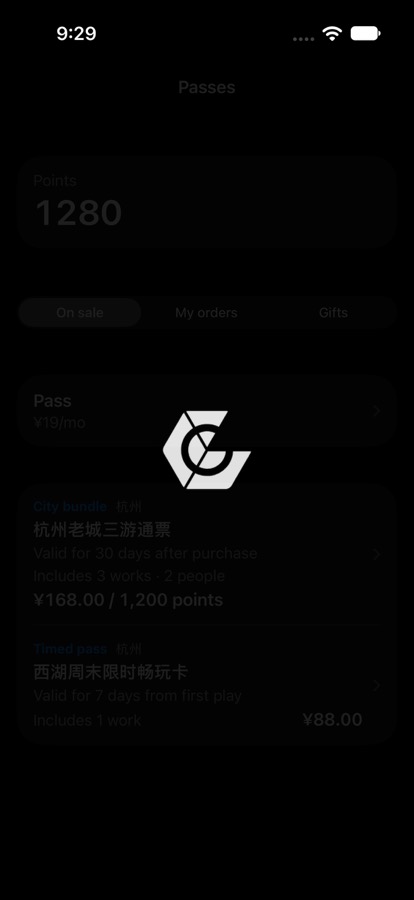 9:29
Passes
Points
1280
On sale
My orders
Gifts
Pass
¥19/mo
City bundle 杭州
杭州老城三游通票
Valid for 30 days after purchase
Includes 3 works · 2 people
¥168.00 / 1,200 points
Timed pass 杭州
西湖周末限时畅玩卡
Valid for 7 days from first play
Includes 1 work
¥88.00